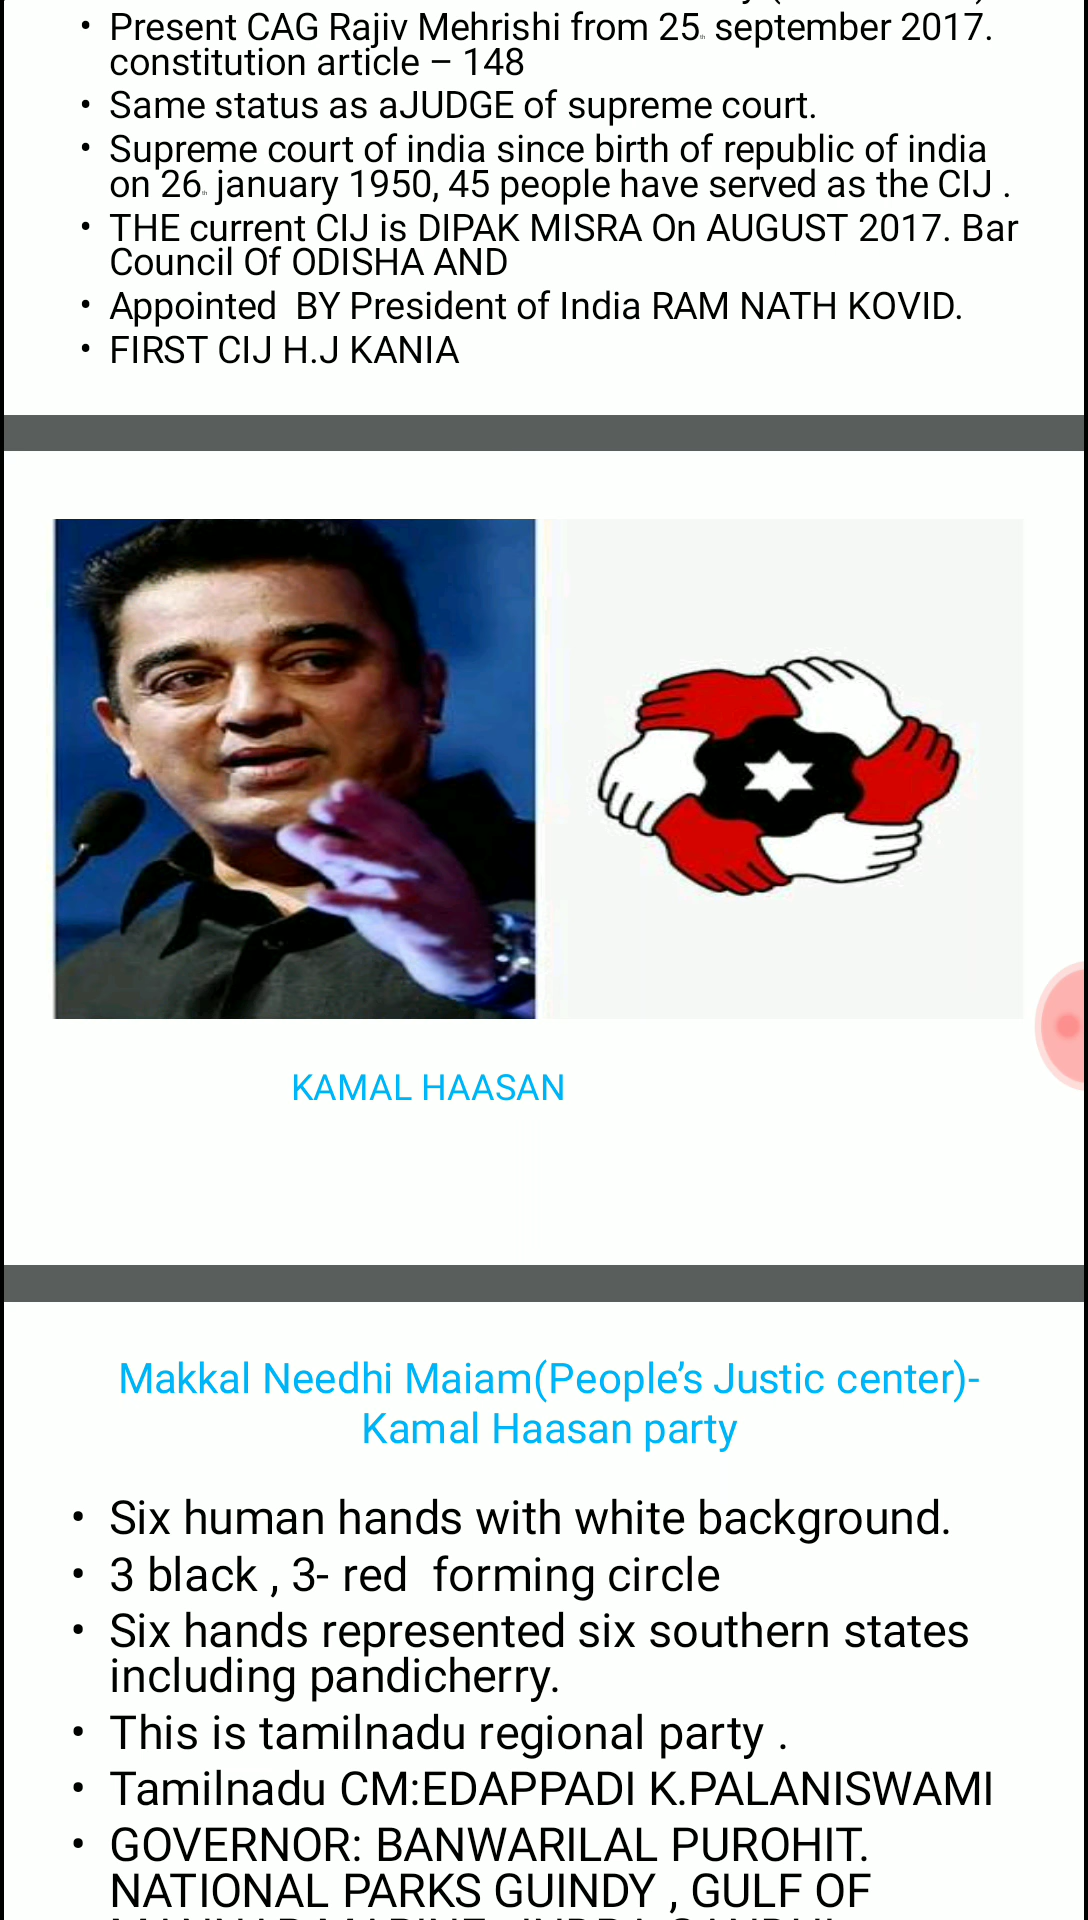 • Present CAG Rajiv Mehrishi from 25th september 2017.
constitution article – 148
• Same status as aJUDGE of supreme court.
• Supreme court of india since birth of republic of india
on 26th january 1950, 45 people have served as the CIJ .
• THE current CIJ is DIPAK MISRA On AUGUST 2017. Bar
Council Of ODISHA AND
• Appointed  BY President of India RAM NATH KOVID.
• FIRST CIJ H.J KANIA
KAMAL HAASAN
Makkal Needhi Maiam(People’s Justic center)-
Kamal Haasan party
• Six human hands with white background.
• 3 black , 3- red  forming circle
• Six hands represented six southern states
including pandicherry.
• This is tamilnadu regional party .
• Tamilnadu CM:EDAPPADI K.PALANISWAMI
• GOVERNOR: BANWARILAL PUROHIT.
NATIONAL PARKS GUINDY , GULF OF